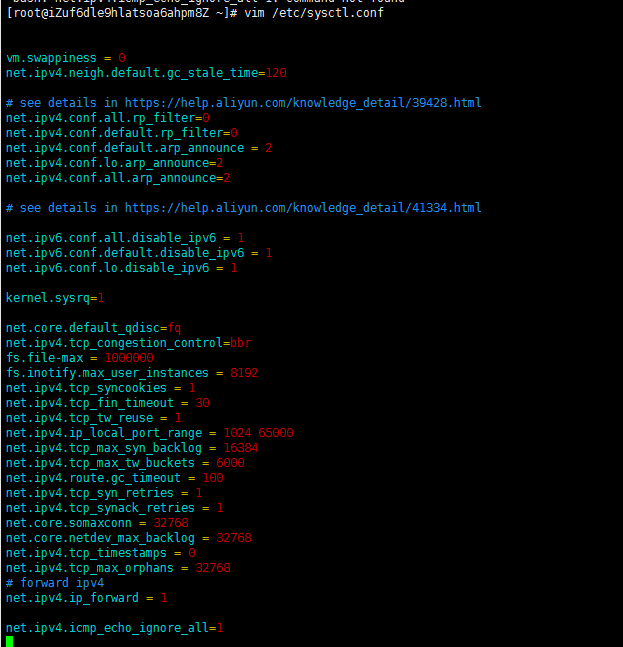 [root@iZuf6dle9hlatsoa6ahpm8Z ~]# vim /etc/sysctl.conf
vm.swappiness = 0
net.ipv4.neigh.default.gc_stale_time=120
# see details in https://help.aliyun.com/knowledge_detail/39428.html
net.ipv4.conf.all.rp_filter=0
net.ipv4.conf.default.rp_filter=0
net.ipv4.conf.default.arp_announce = 2
net.ipv4.conf.lo.arp_announce=2
net.ipv4.conf.all.arp_announce=2
# see details in https://help.aliyun.com/knowledge_detail/41334.html
net.ipv6.conf.all.disable_ipv6 = 1
net.ipv6.conf.default.disable_ipv6 = 1
net.ipv6.conf.lo.disable_ipv6 = 1
kernel.sysrq=1
net.core.default_qdisc=fq
net.ipv4.tcp_congestion_control=bbr
fs.file-max = 1000000
fs.inotify.max_user_instances = 8192
net.ipv4.tcp_syncookies = 1
net.ipv4.tcp_fin_timeout = 30
net.ipv4.tcp_tw_reuse = 1
net.ipv4.ip_local_port_range = 1024 65000
net.ipv4.tcp_max_syn_backlog = 16384
net.ipv4.tcp_max_tw_buckets = 6000
net.ipv4.route.gc_timeout = 100
net.ipv4.tcp_syn_retries = 1
net.ipv4.tcp_synack_retries = 1
net.core.somaxconn = 32768
net.core.netdev_max_backlog = 32768
net.ipv4.tcp_timestamps = 0
net.ipv4.tcp_max_orphans = 32768
# forward ipv4
net.ipv4.ip_forward = 1
net.ipv4.icmp_echo_ignore_all=1